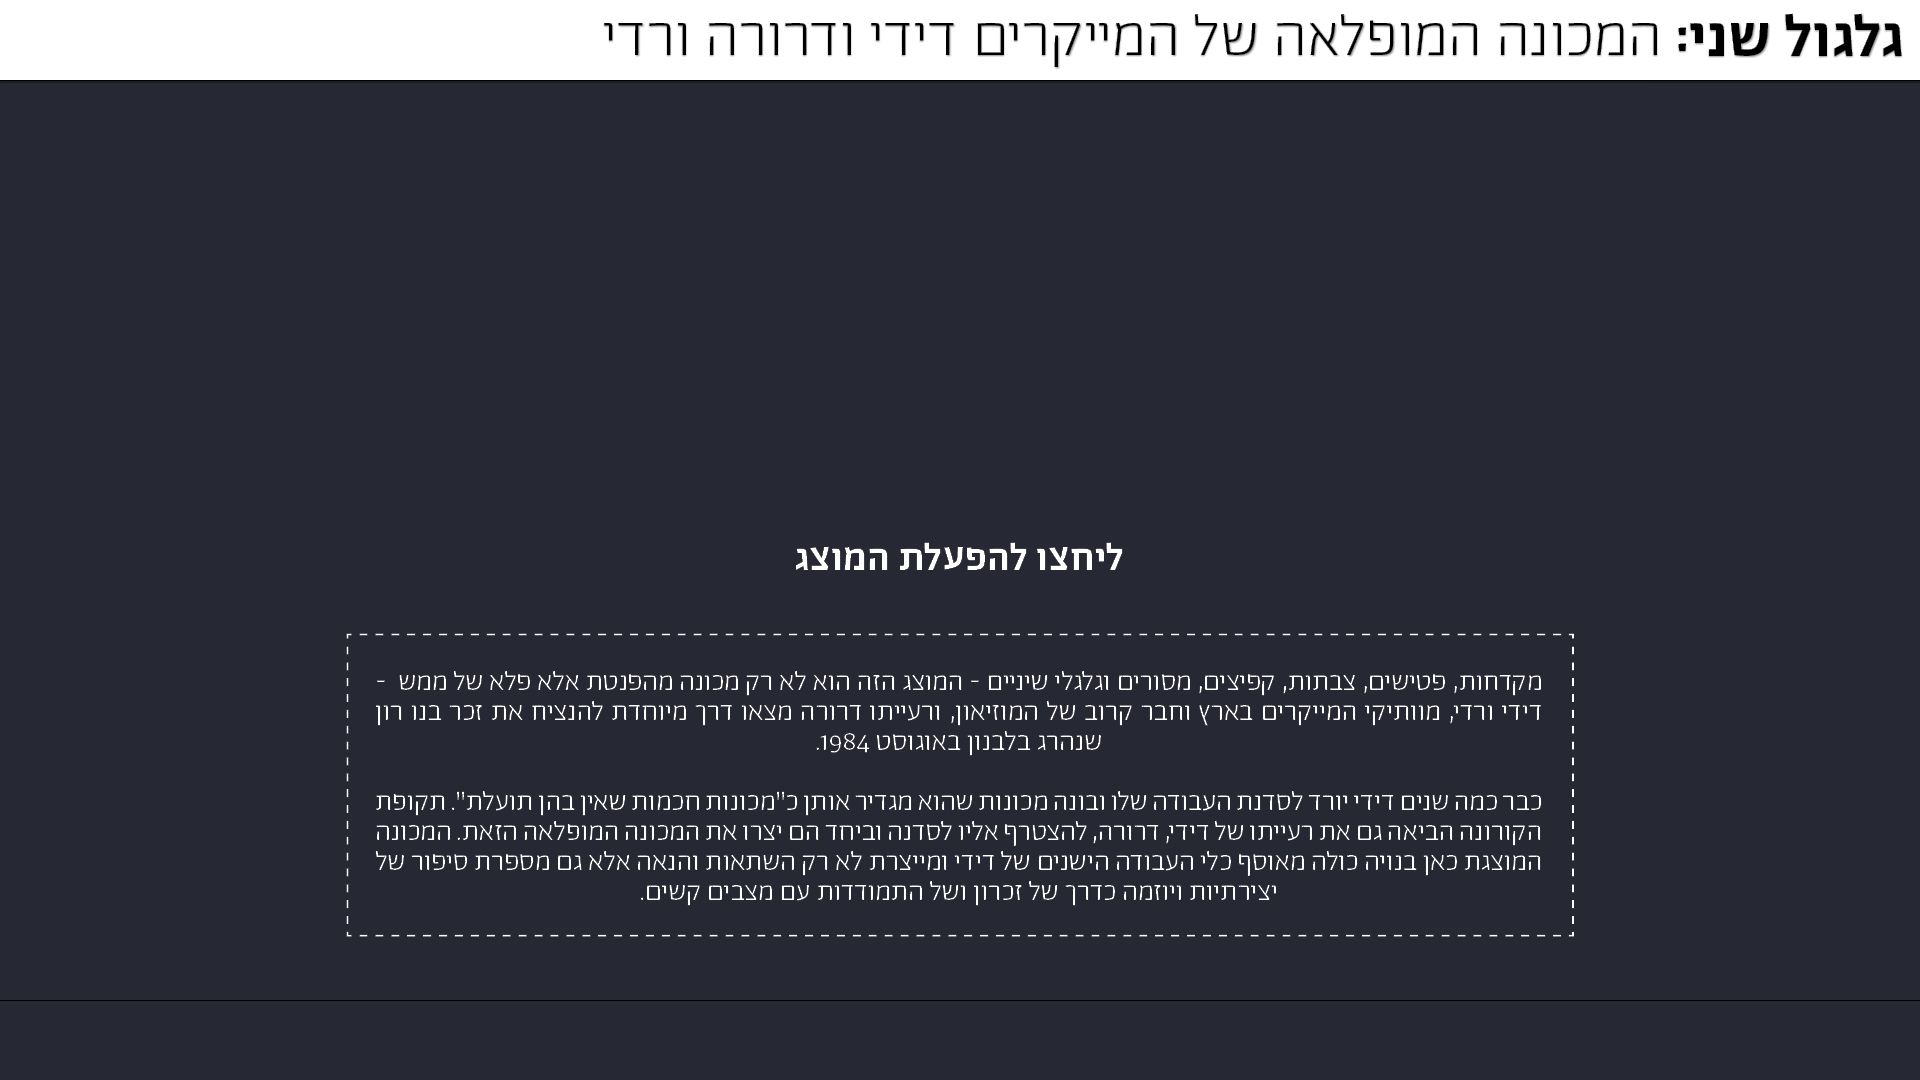 גלגול שני: המכונה המופלאה של המייקרים דידי ודרורה ורדי
ליחצו להפעלת המוצג
מקדחות, פטישים, צבתות, קפיצים, מסורים וגלגלי שיניים - המוצג הזה הוא לא רק מכונה מהפנטת אלא פלא של ממש -
דידי ורדי, מוותיקי המייקרים בארץ וחבר קרוב של המוזיאון, ורעייתו דרורה מצאו דרך מיוחדת להנציח את זכר בנו רון
שנהרג בלבנון באוגוסט 1984.
כבר כמה שנים דידי יורד לסדנת העבודה שלו ובונה מכונות שהוא מגדיר אותן כ"מכונות חכמות שאין בהן תועלת". תקופת
הקורונה הביאה גם את רעייתו של דידי, דרורה, להצטרף אליו לסדנה וביחד הם יצרו את המכונה המופלאה הזאת. המכונה
המוצגת כאן בנויה כולה מאוסף כלי העבודה הישנים של דידי ומייצרת לא רק השתאות והנאה אלא גם מספרת סיפור של
יצירתיות ויוזמה כדרך של זכרון ושל התמודדות עם מצבים קשים.